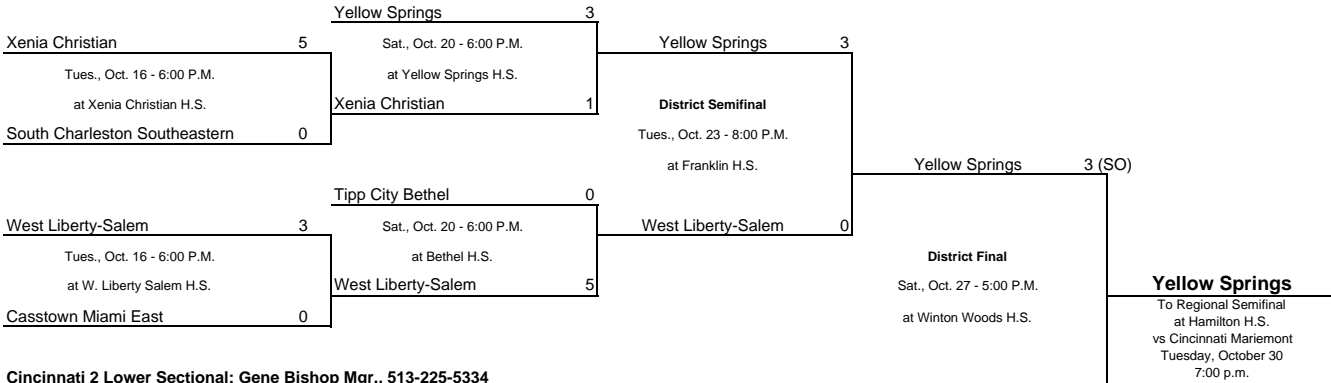 Yellow Springs 3
Xenia Christian 5
Sat., Oct. 20 - 6:00 P.M.
Yellow Springs 3
Tues., Oct. 16 - 6:00 P.M.
at Yellow Springs H.S.
at Xenia Christian H.S.
Xenia Christian 1
District Semifinal
South Charleston Southeastern 0
Tues., Oct. 23 - 8:00 P.M.
at Franklin H.S.
Yellow Springs 3 (SO)
Tipp City Bethel 0
West Liberty-Salem 3
Sat., Oct. 20 - 6:00 P.M.
West Liberty-Salem 0
Tues., Oct. 16 - 6:00 P.M.
at Bethel H.S.
District Final
at W. Liberty Salem H.S.
West Liberty-Salem 5
Sat., Oct. 27 - 5:00 P.M.
Yellow Springs
Casstown Miami East 0
at Winton Woods H.S.
To Regional Semifinal
at Hamilton H.S.
vs Cincinnati Mariemont
Tuesday, October 30
7:00 p.m.
Cincinnati 2 Lower Sectional: Gene Bishop Mgr., 513-225-5334